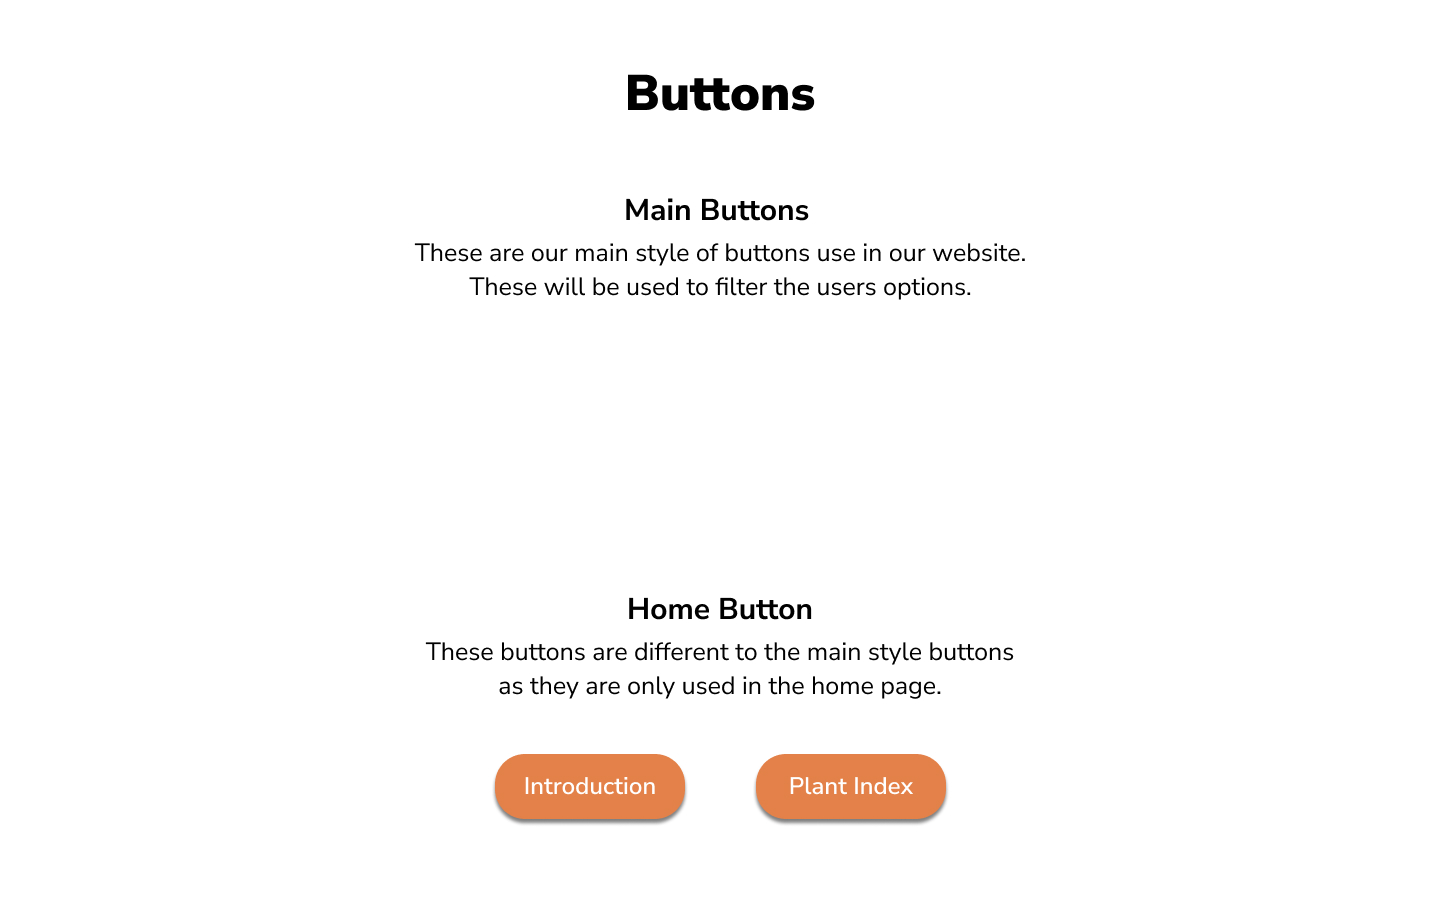 Buttons
Main Buttons
These are our main style of buttons use in our website.
These will be used to filter the users options.
Home Button
These buttons are different to the main style buttons
as they are only used in the home page.
Introduction
Plant Index